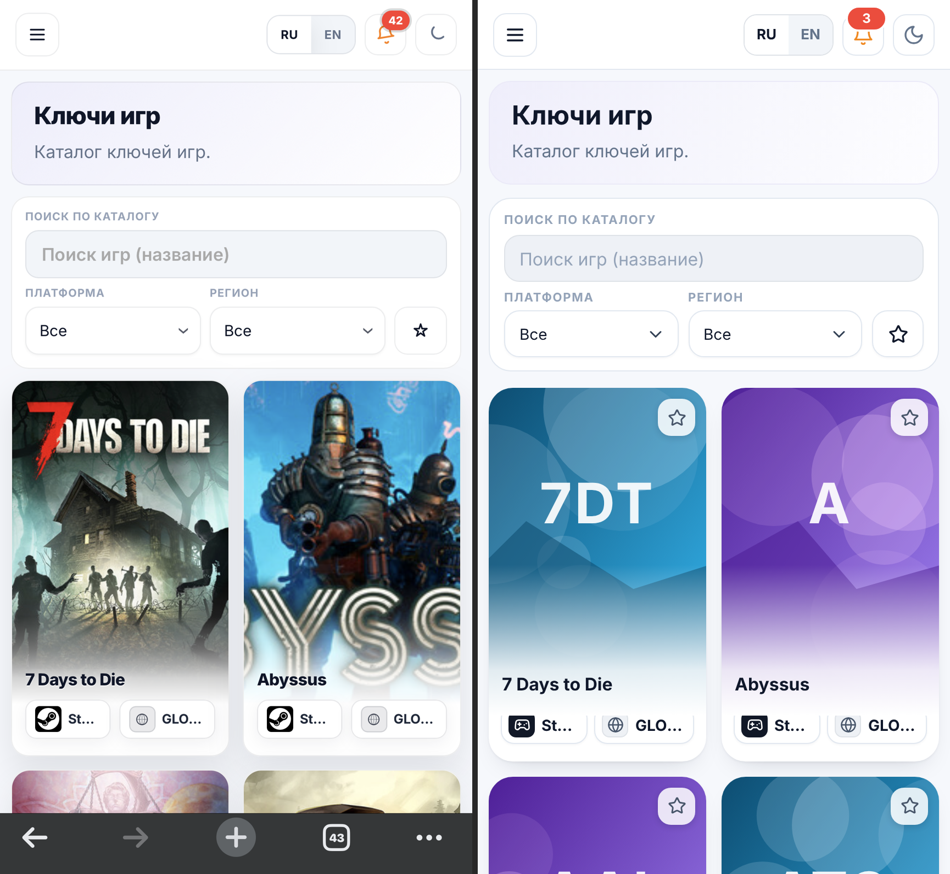 RU EN 42
Ключи игр
Каталог ключей игр.
ПОИСК ПО КАТАЛОГУ
Поиск игр (название)
ПЛАТФОРМА РЕГИОН
Все Все
7 DAYS TO DIE
BYSS
7 Days to Die Abyssus
St... GLO... St... GLO...
43
RU EN 3
Ключи игр
Каталог ключей игр.
ПОИСК ПО КАТАЛОГУ
Поиск игр (название)
ПЛАТФОРМА РЕГИОН
Все Все
7DT A
7 Days to Die Abyssus
St... GLO... St... GLO...